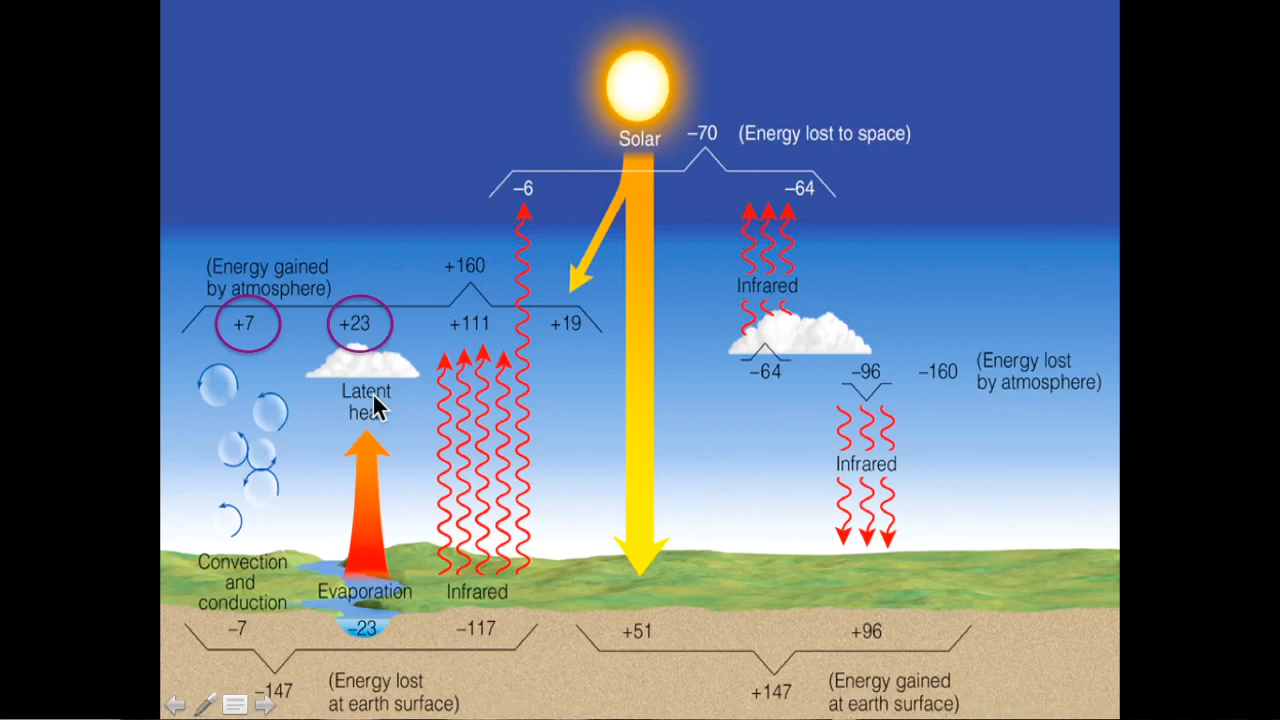 Solar
–70
(Energy lost to space)
–6
–64
(Energy gained
by atmosphere)
+160
+7
+23
+111
+19
Infrared
Latent
–64
–96
–160
(Energy lost
by atmosphere)
Infrared
Convection
and
conduction
Evaporation
Infrared
–7
–23
–117
+51
+96
–147
(Energy lost
at earth surface)
+147
(Energy gained
at earth surface)